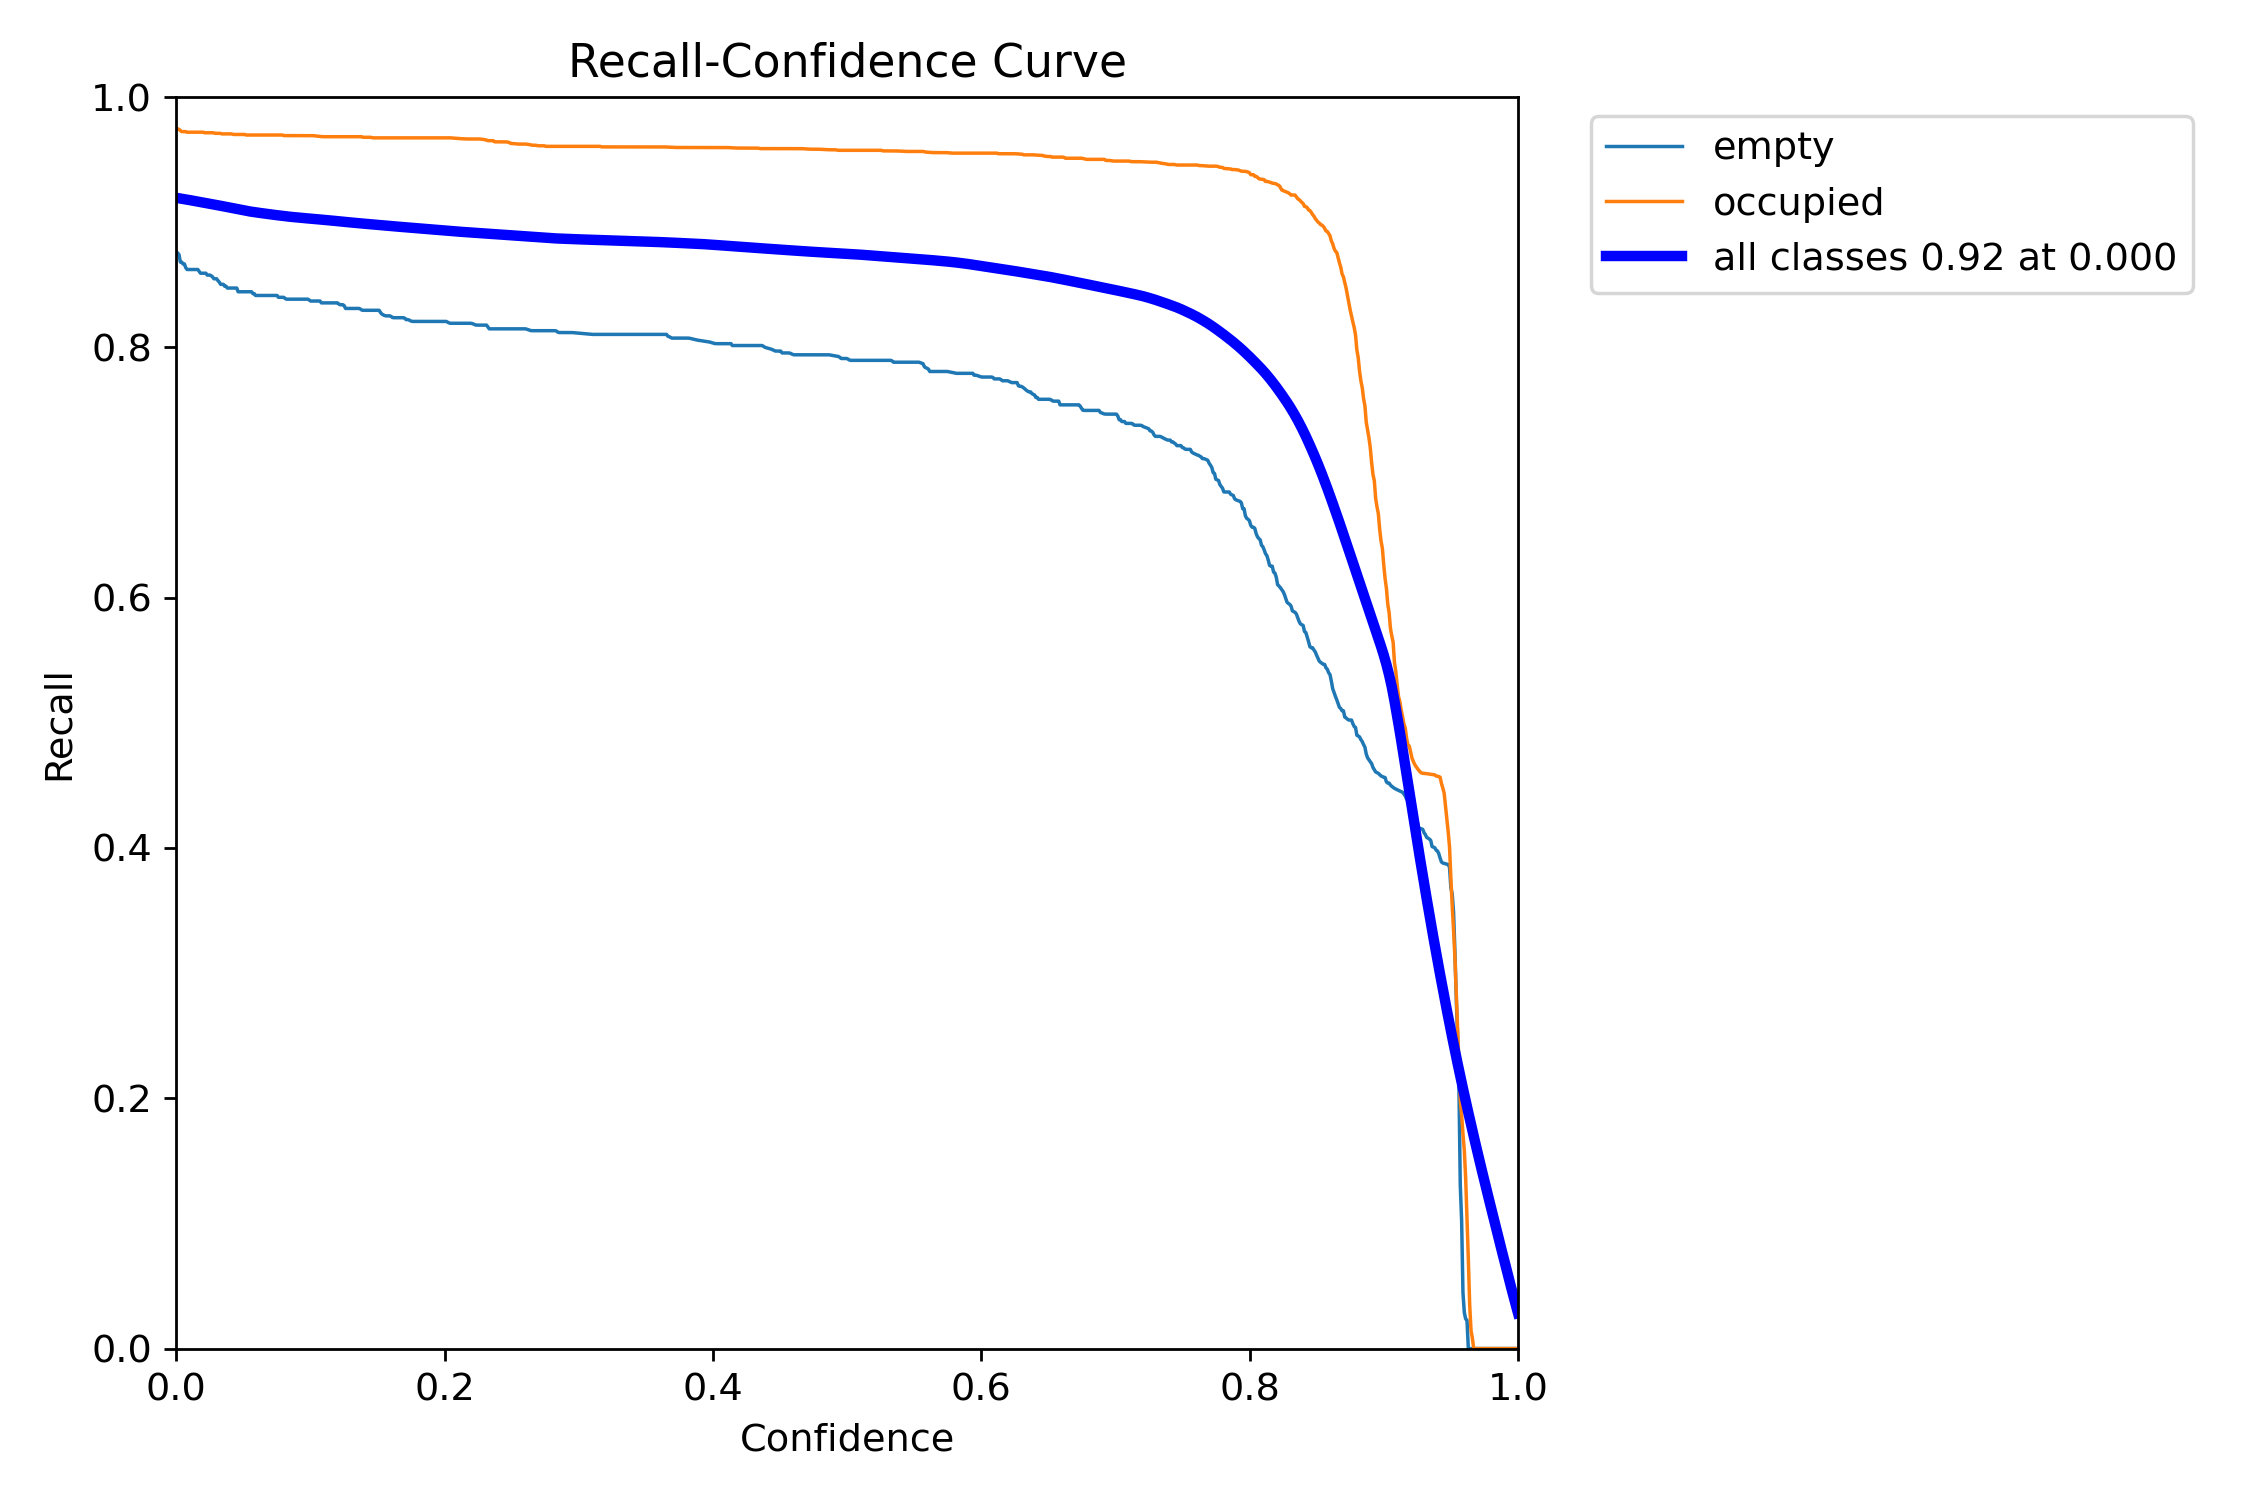 Recall-Confidence Curve
1.0
0.8
0.6
0.4
0.2
0.0
Recall
0.0 0.2 0.4 0.6 0.8 1.0
Confidence
empty
occupied
all classes 0.92 at 0.000